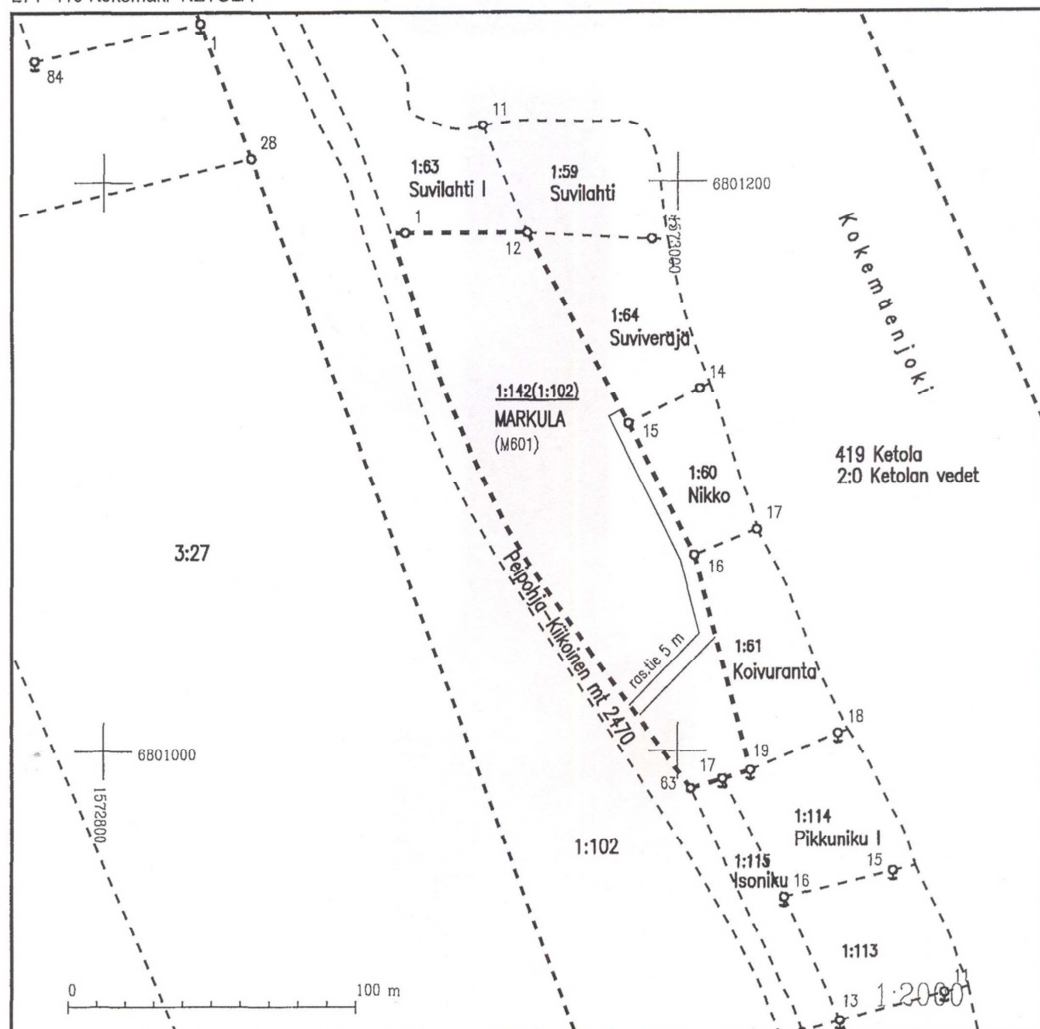 84
1
28
11
1:63
Suvilahti I
1:59
Suvilahti
6801200
1573000
1
12
Kokemäenjoki
1:64
Suviveräjä
14
1:142(1:102)
MARKULA
(M601)
15
419 Ketola
2:0 Ketolan vedet
1:60
Nikko
17
16
3:27
Peipohja-Kiikoinen mt 2470
ras.tie 5 m
1:61
Koivuranta
18
6801000
1572800
19
17
63
1:114
Pikkuniku I
1:102
1:115
Isoniku
15
16
1:113
0
100 m
11
1:2000
13